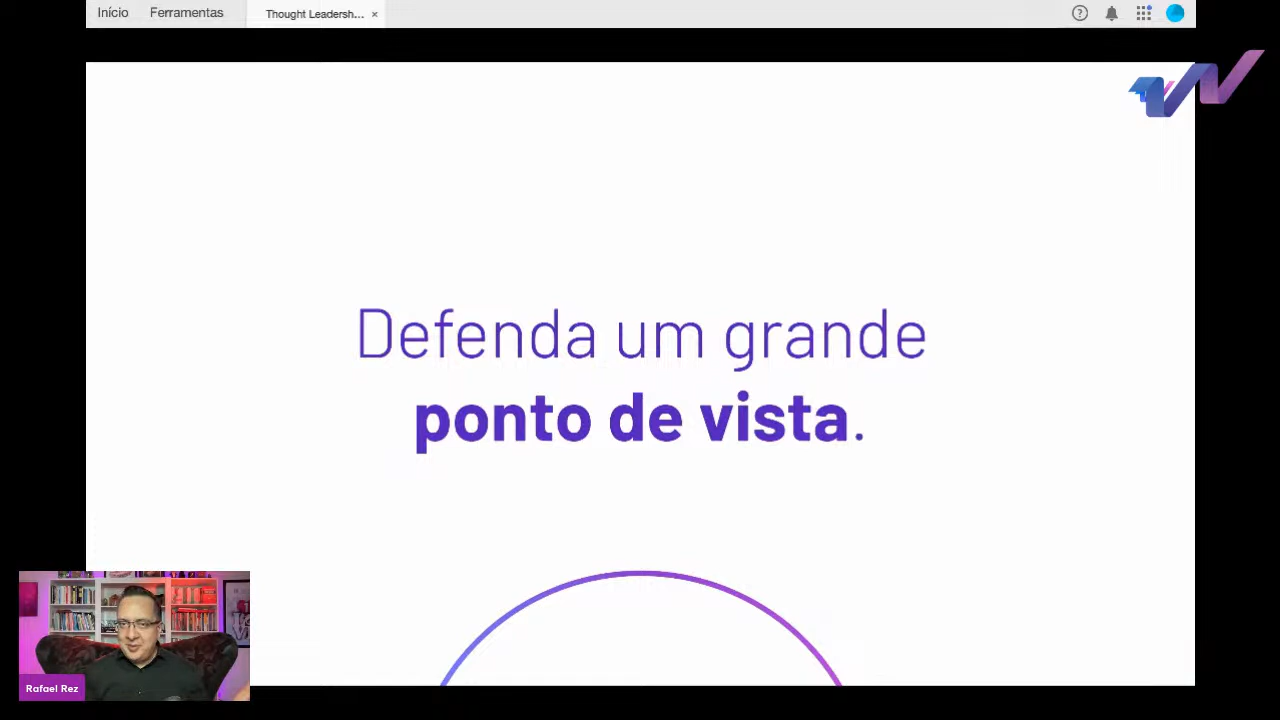 Início Ferramentas Thought Leadersh... ×
Defenda um grande
ponto de vista.
Rafael Rez